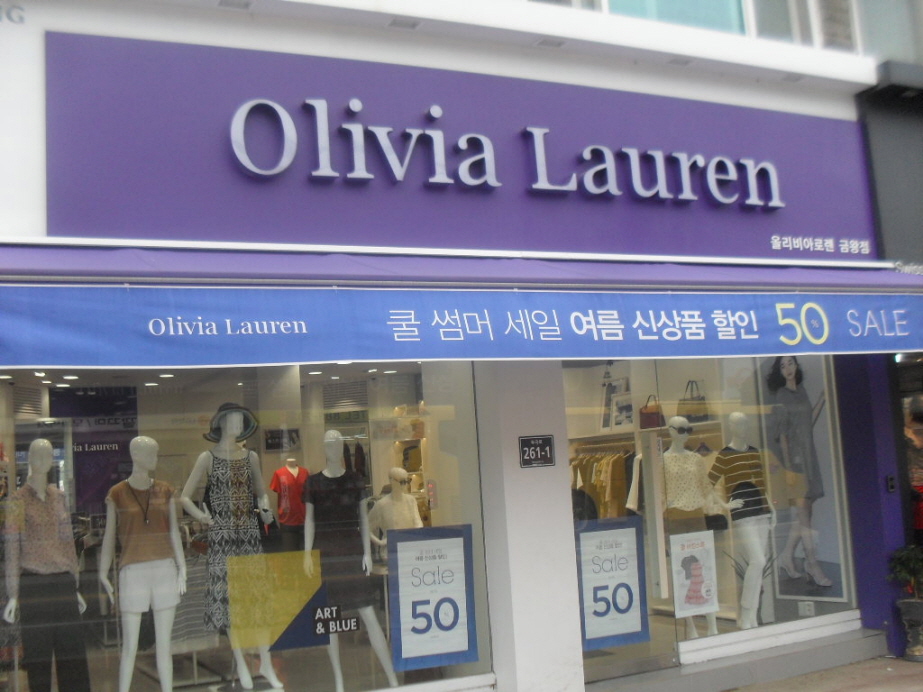 NG
Olivia Lauren
올리비아로렌 금왕점
Olivia Lauren 쿨 썸머 세일 여름 신상품 할인 50% SALE
Olivia Lauren
261-1
ART
& BLUE
Sale
50
Sale
50